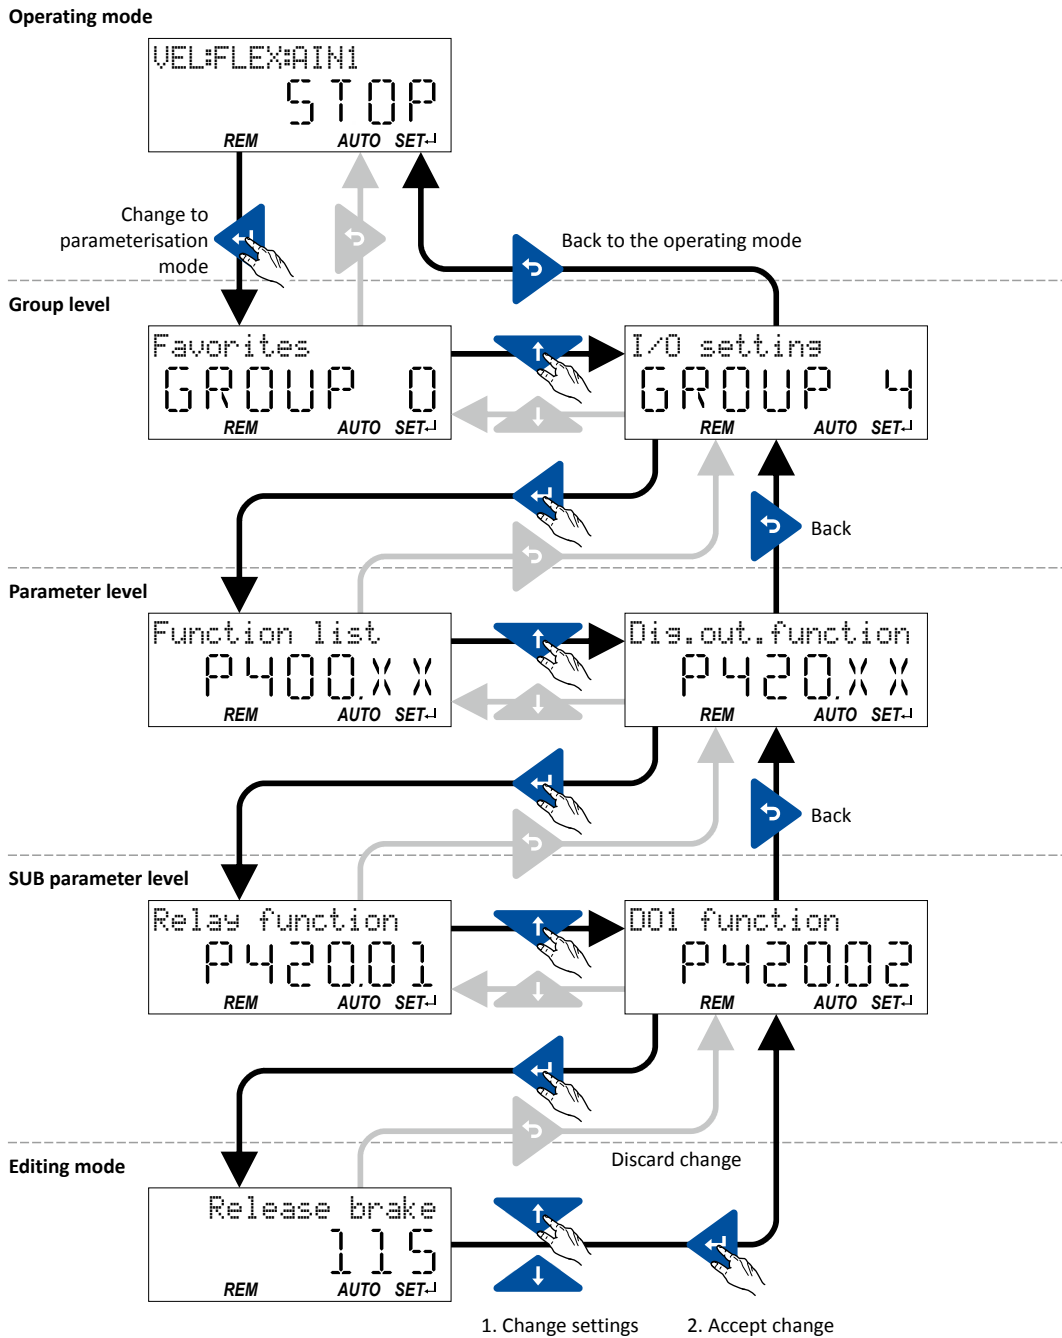 Operating mode
VEL:FLEX:AIN1
STOP
REM AUTO SET↵
Change to
parameterisation
mode
Back to the operating mode
Group level
Favorites
GROUP 0
REM AUTO SET↵
I/O setting
GROUP 4
REM AUTO SET↵
Back
Parameter level
Function list
P400.XX
REM AUTO SET↵
Dig.out.function
P420.XX
REM AUTO SET↵
Back
SUB parameter level
Relay function
P420.01
REM AUTO SET↵
DO1 function
P420.02
REM AUTO SET↵
Discard change
Editing mode
Release brake
115
REM AUTO SET↵
1. Change settings
2. Accept change